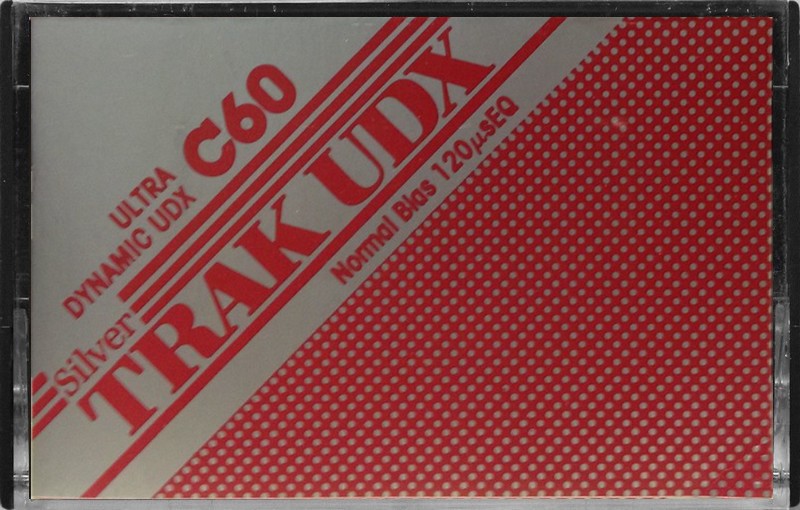 C60
ULTRA
DYNAMIC UDX
Silver
TRAK UDX
Normal Bias 120μsEQ